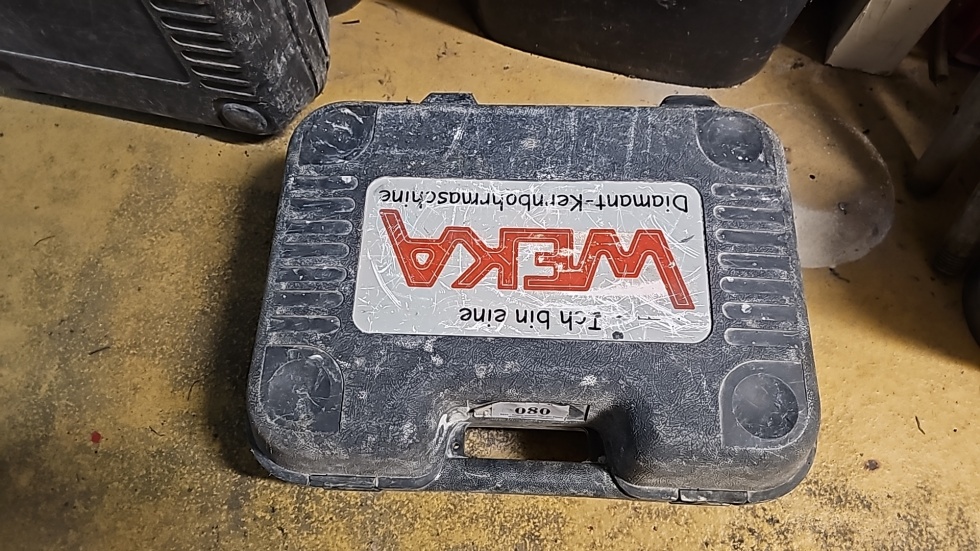 080
Ich bin eine
WEKA
Diamant-Kernbohrmaschine